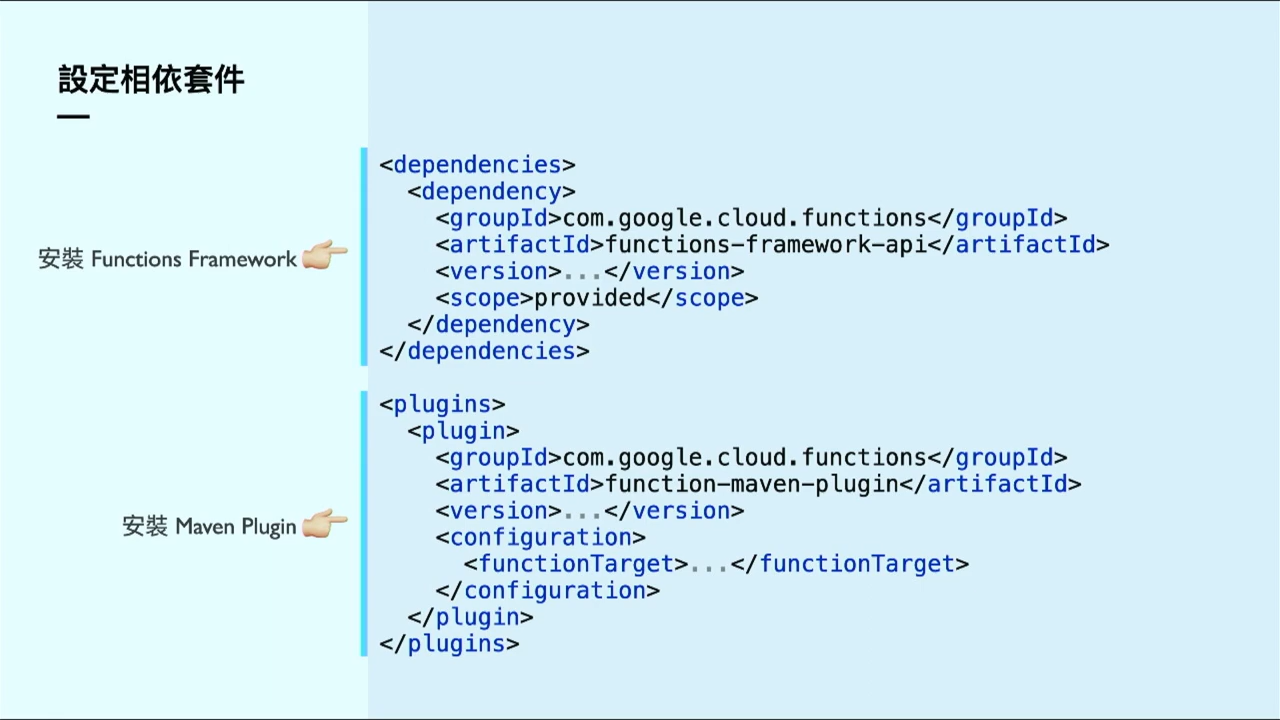 設定相依套件
安裝 Functions Framework
<dependencies>
  <dependency>
    <groupId>com.google.cloud.functions</groupId>
    <artifactId>functions-framework-api</artifactId>
    <version>...</version>
    <scope>provided</scope>
  </dependency>
</dependencies>
安裝 Maven Plugin
<plugins>
  <plugin>
    <groupId>com.google.cloud.functions</groupId>
    <artifactId>function-maven-plugin</artifactId>
    <version>...</version>
    <configuration>
      <functionTarget>...</functionTarget>
    </configuration>
  </plugin>
</plugins>